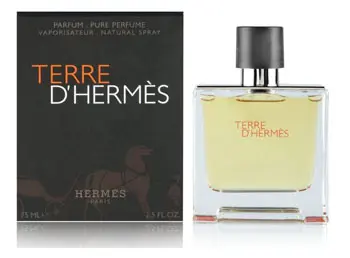 PARFUM · PURE PERFUME
VAPORISATEUR · NATURAL SPRAY
TERRE
D'HERMÈS
HERMÈS
PARIS
75 ML ℮
2.5 FL.OZ
TERRE
D'HERMÈS